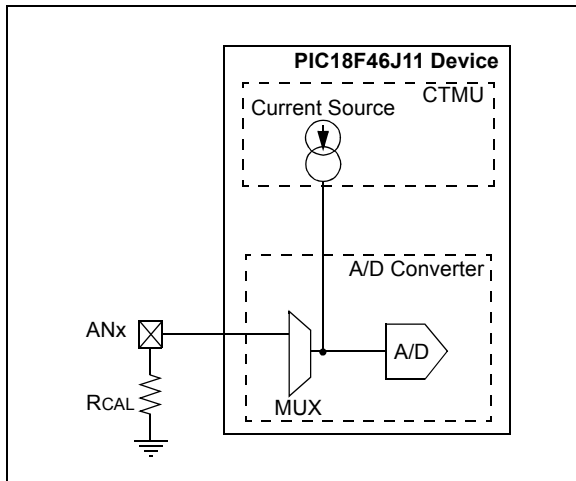 PIC18F46J11 Device
CTMU
Current Source
A/D Converter
ANx
A/D
RCAL
MUX